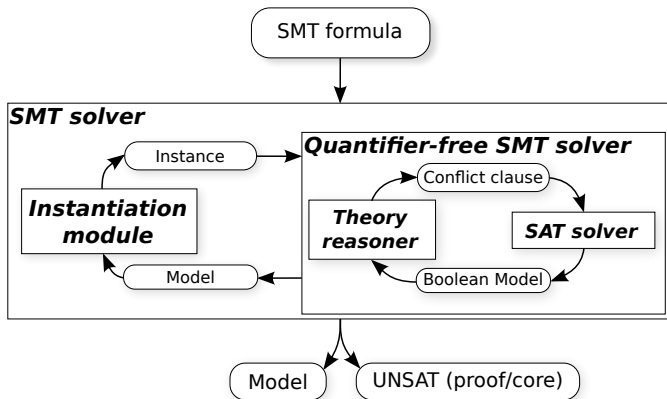 SMT formula
SMT solver
Instance
Instantiation
module
Model
Quantifier-free SMT solver
Conflict clause
Theory
reasoner
SAT solver
Boolean Model
Model
UNSAT (proof/core)